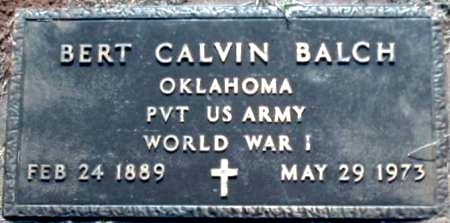 BERT CALVIN BALCH
OKLAHOMA
PVT US ARMY
WORLD WAR I
FEB 24 1889 MAY 29 1973